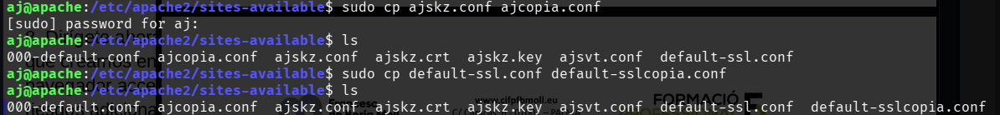 aj@apache:/etc/apache2/sites-available$ sudo cp ajskz.conf ajcopia.conf
[sudo] password for aj:
aj@apache:/etc/apache2/sites-available$ ls
000-default.conf  ajcopia.conf  ajskz.conf  ajskz.crt  ajskz.key  ajsvt.conf  default-ssl.conf
aj@apache:/etc/apache2/sites-available$ sudo cp default-ssl.conf default-sslcopia.conf
aj@apache:/etc/apache2/sites-available$ ls
www.cifpfbmoll.eu
FORMACIÓ
000-default.conf  ajcopia.conf  ajskz.conf  ajskz.crt  ajskz.key  ajsvt.conf  default-ssl.conf  default-sslcopia.conf